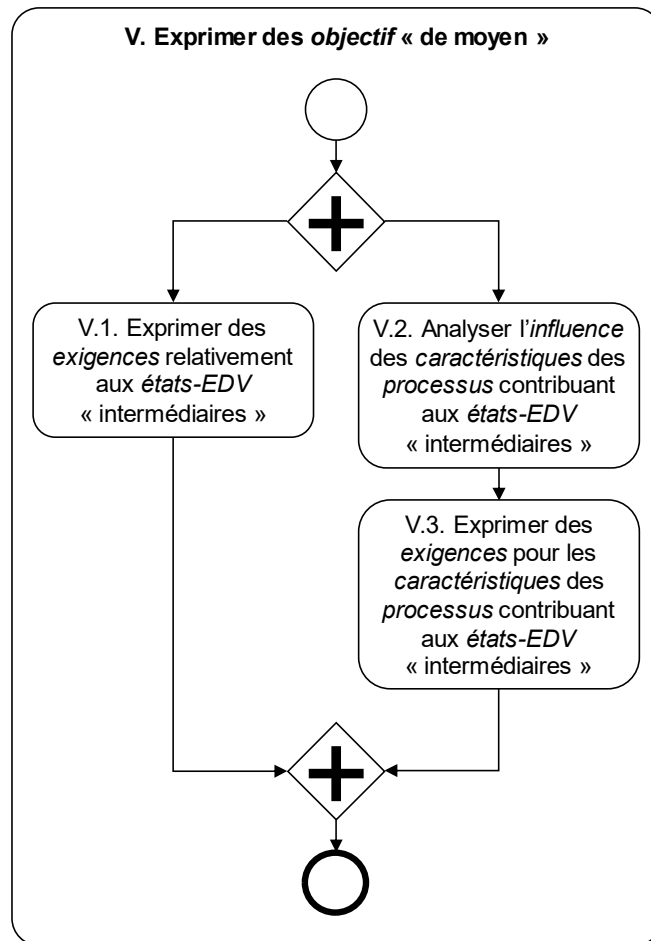 V. Exprimer des objectif « de moyen »
V.1. Exprimer des
exigences relativement
aux états-EDV
« intermédiaires »
V.2. Analyser l'influence
des caractéristiques des
processus contribuant
aux états-EDV
« intermédiaires »
V.3. Exprimer des
exigences pour les
caractéristiques des
processus contribuant
aux états-EDV
« intermédiaires »